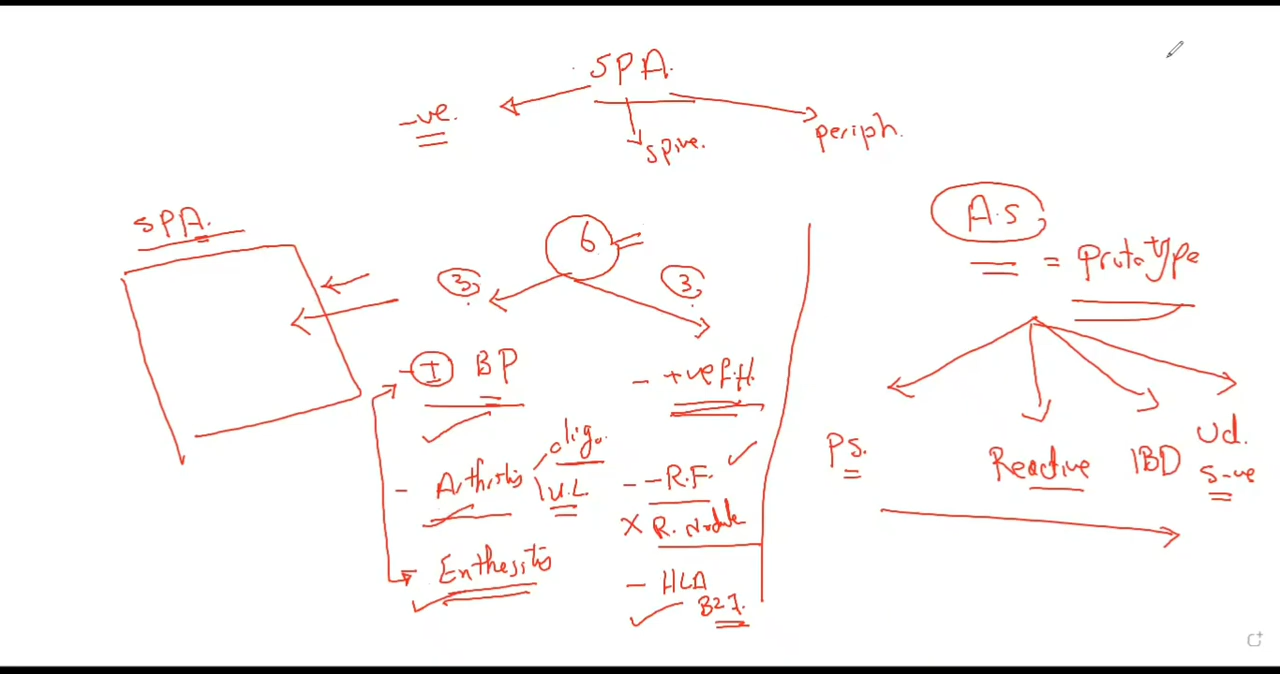 SPA.
-ve.
spine.
periph.
SPA.
6
3
3
A.S
= Prototype
- I BP
- +ve F.H.
- Arthritis
oligo.
U.L.
- -R.F.
X R. Nodule
Enthesitis
- HLA
B27.
Ps.
Reactive
IBD
Ud.
S-ve